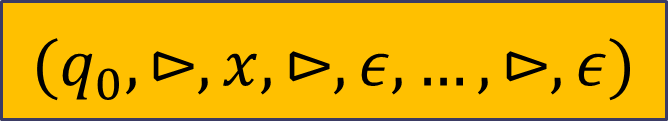 (q₀, ⊳, x, ⊳, ϵ, … , ⊳, ϵ)